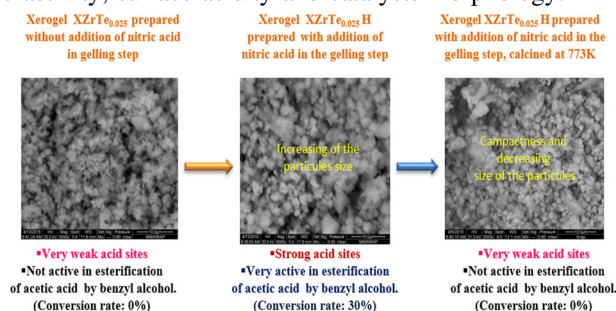 Xerogel XZrTe0.025 prepared
without addition of nitric acid
in gelling step
Xerogel XZrTe0.025H
prepared with addition of
nitric acid in the gelling step
Xerogel XZrTe0.025H prepared
with addition of nitric acid in the
gelling step, calcined at 773K
Increasing of the
particules size
Campactness and
decreasing
size of the particules
▪Very weak acid sites
▪Not active in esterification
of acetic acid by benzyl alcohol.
(Conversion rate: 0%)
▪Strong acid sites
▪Very active in esterification
of acetic acid by benzyl alcohol.
(Conversion rate: 30%)
▪Very weak acid sites
▪Not active in esterification
of acetic acid by benzyl alcohol.
(Conversion rate: 0%)